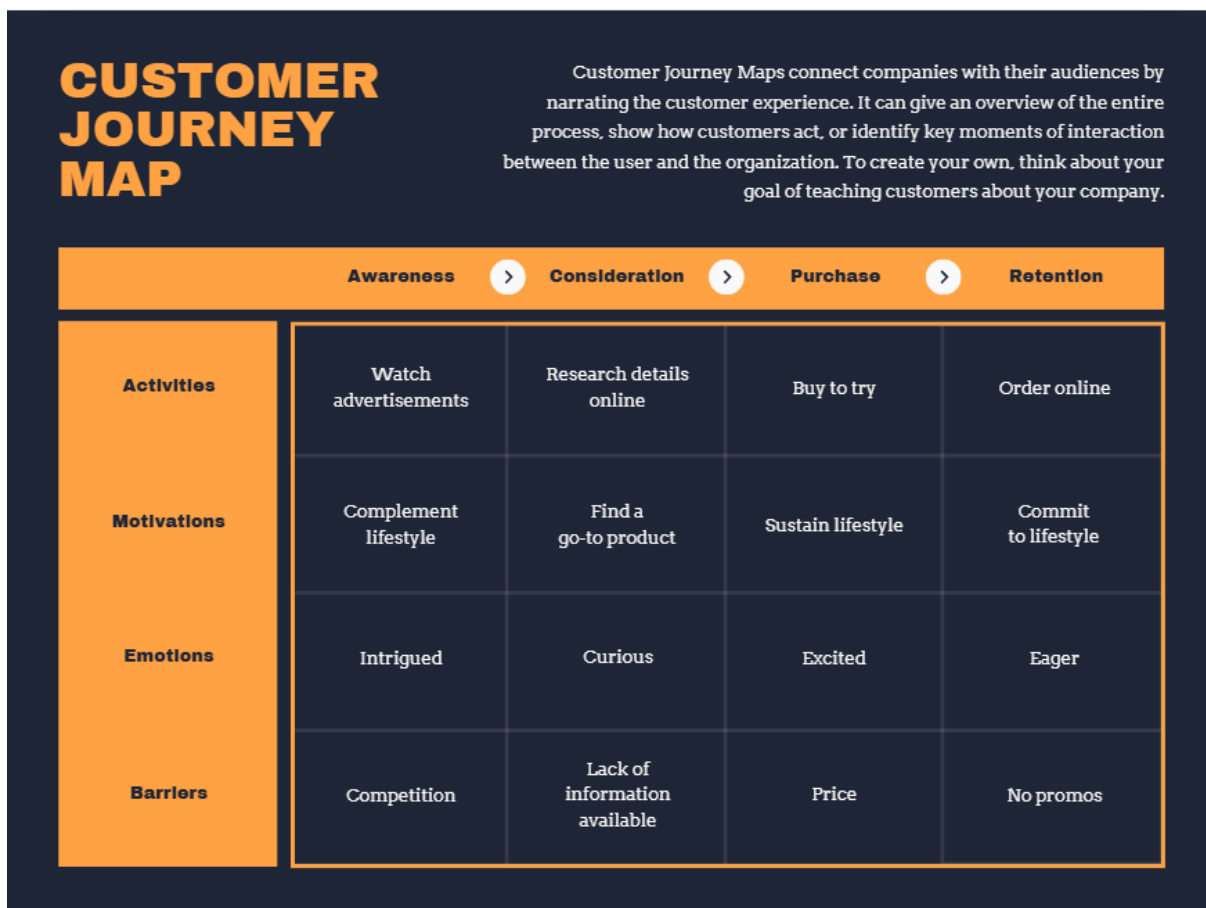 CUSTOMER
JOURNEY
MAP
Customer Journey Maps connect companies with their audiences by
narrating the customer experience. It can give an overview of the entire
process, show how customers act, or identify key moments of interaction
between the user and the organization. To create your own, think about your
goal of teaching customers about your company.
Awareness > Consideration > Purchase > Retention
Activities
Watch
advertisements
Research details
online
Buy to try
Order online
Motivations
Complement
lifestyle
Find a
go-to product
Sustain lifestyle
Commit
to lifestyle
Emotions
Intrigued
Curious
Excited
Eager
Barriers
Competition
Lack of
information
available
Price
No promos